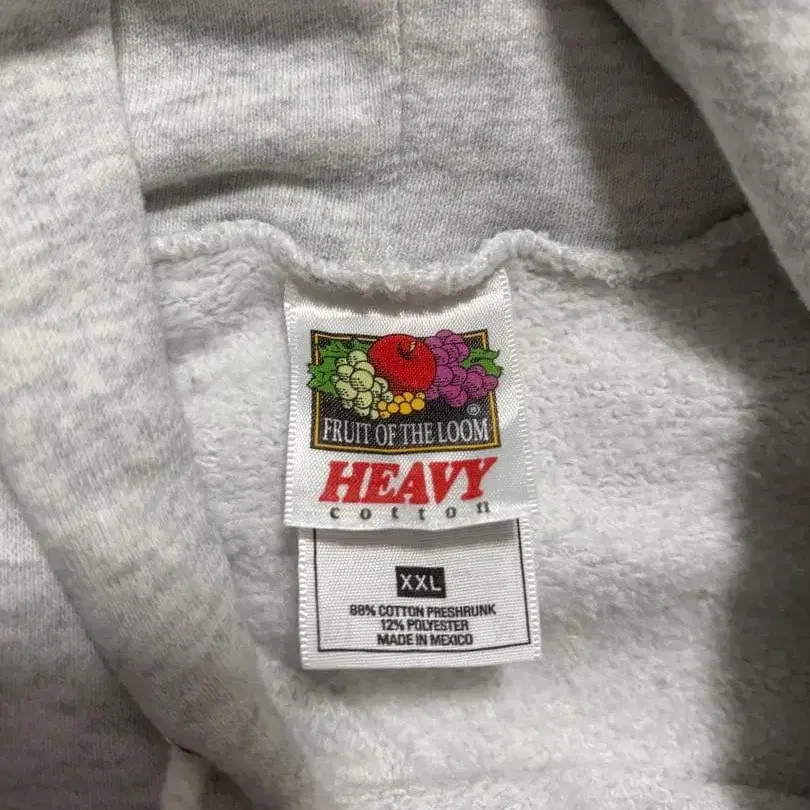 ®
FRUIT OF THE LOOM
HEAVY
cotton
XXL
88% COTTON PRESHRUNK
12% POLYESTER
MADE IN MEXICO